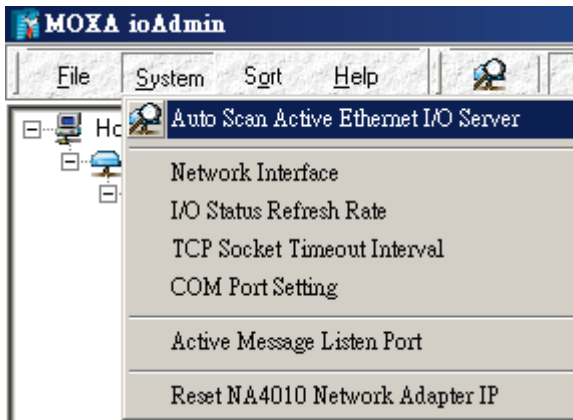 MOXA ioAdmin
File System Sort Help
Ho
Auto Scan Active Ethernet I/O Server
Network Interface
I/O Status Refresh Rate
TCP Socket Timeout Interval
COM Port Setting
Active Message Listen Port
Reset NA4010 Network Adapter IP